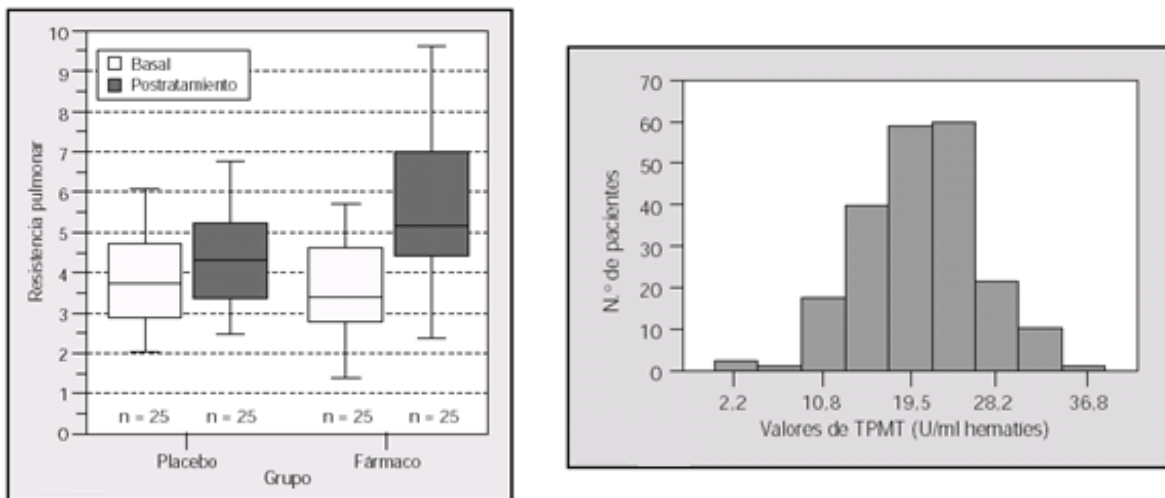 10
9
8
7
6
5
4
3
2
1
0
Resistencia pulmonar
Basal
Postratamiento
n = 25 n = 25 n = 25 n = 25
Placebo Fármaco
Grupo
70
60
50
40
30
20
10
0
N.º de pacientes
2.2 10.8 19,5 28.2 36.8
Valores de TPMT (U/ml hematies)